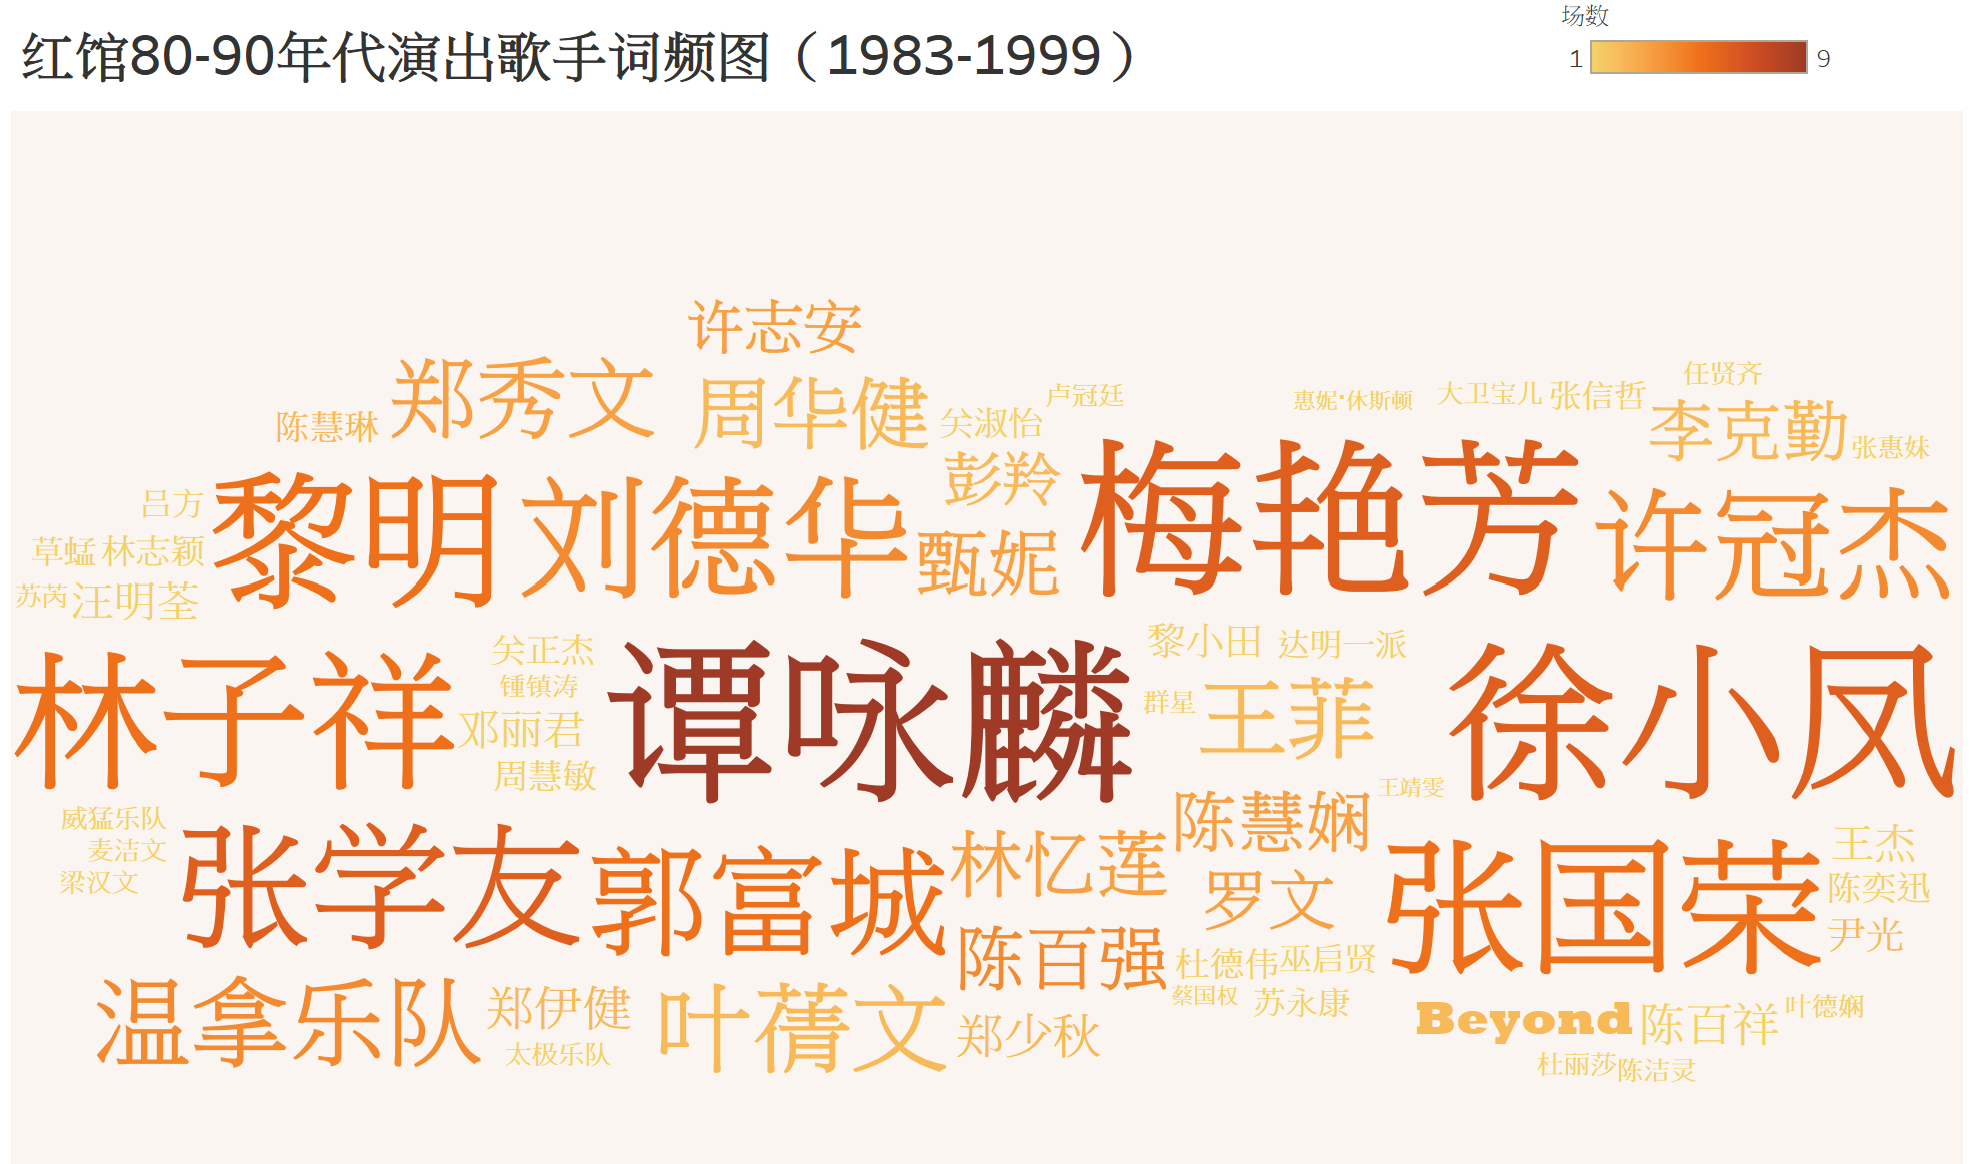 红馆80-90年代演出歌手词频图（1983-1999）
场数
1
9
许志安
郑秀文
周华健
陈慧琳
卢冠廷
关淑怡
惠妮·休斯顿
大卫宝儿
张信哲
任贤齐
李克勤
张惠妹
彭羚
梅艳芳
黎明
刘德华
甄妮
许冠杰
吕方
草蜢
林志颖
苏芮
汪明荃
林子祥
关正杰
锺镇涛
邓丽君
周慧敏
谭咏麟
黎小田
达明一派
群星
王菲
徐小凤
王靖雯
陈慧娴
威猛乐队
麦洁文
梁汉文
张学友
郭富城
林忆莲
罗文
张国荣
王杰
陈奕迅
尹光
陈百强
杜德伟
巫启贤
蔡国权
苏永康
温拿乐队
郑伊健
太极乐队
叶蒨文
郑少秋
Beyond
陈百祥
叶德娴
杜丽莎
陈洁灵